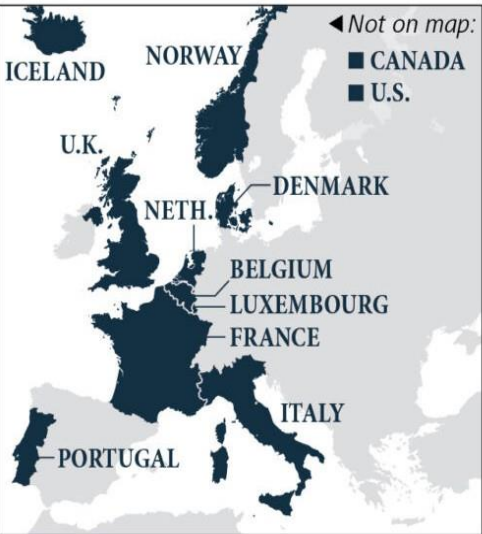 Not on map:
CANADA
U.S.
ICELAND
NORWAY
U.K.
DENMARK
NETH.
BELGIUM
LUXEMBOURG
FRANCE
ITALY
PORTUGAL